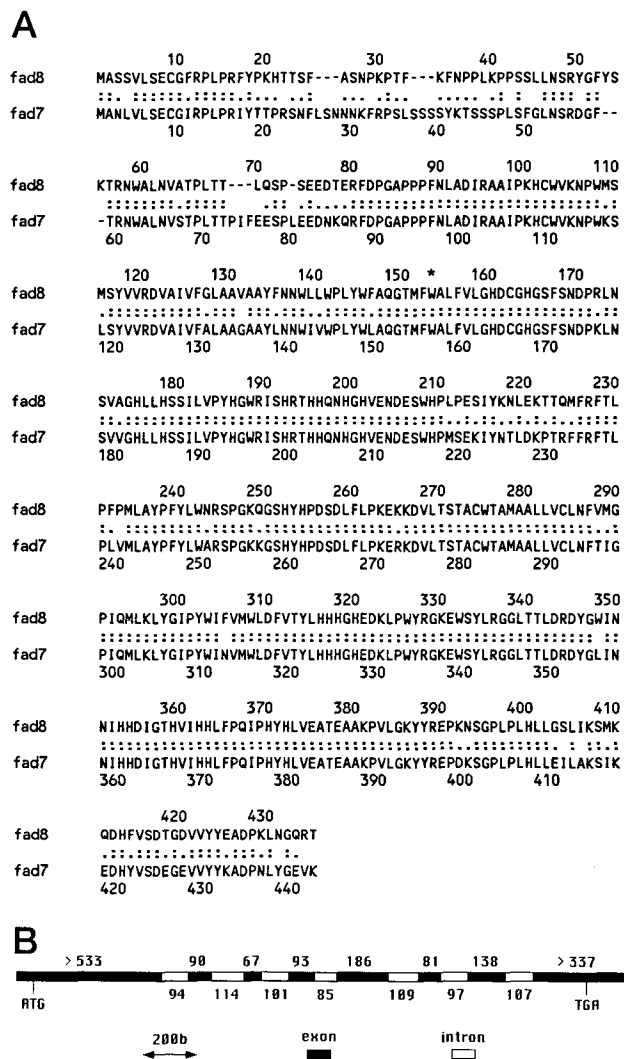 A
10 20 30 40 50
fad8 MASSVLSECGFRPLPRFYPKHTTSF---ASNPKPTF---KFNPPLKPPSSLLNSRYGFYS
fad7 MANLVLSECGIRPLPRIYTTPRSNFLSNNNKFRPSLSSSSYKTSSSPLSFGLNSRDGF--
10 20 30 40 50
60 70 80 90 100 110
fad8 KTRNWALNVATPLTT---LQSP-SEEDTERFDPGAPPPFNLADIRAAIPKHCWVKNPWMS
fad7 -TRNWALNVSTPLTTPIFEESPLEEDNKQRFDPGAPPPFNLADIRAAIPKHCWVKNPWKS
60 70 80 90 100 110
120 130 140 150 * 160 170
fad8 MSYVVRDVAIVFGLAAVAAYFNNWLLWPLYWFAQGTMFWALFVLGHDCGHGSFSNDPRLN
fad7 LSYVVRDVAIVFALAAGAAYLNNWIVWPLYWLAQGTMFWALFVLGHDCGHGSFSNDPKLN
120 130 140 150 160 170
180 190 200 210 220 230
fad8 SVAGHLLHSSILVPYHGWRISHRTHHQNHGHVENDESWHPLPESIYKNLEKTTQMFRFTL
fad7 SVVGHLLHSSILVPYHGWRISHRTHHQNHGHVENDESWHPMSEKIYNTLDKPTRFFRFTL
180 190 200 210 220 230
240 250 260 270 280 290
fad8 PFPMLAYPFYLWNRSPGKQGSHYHPDSDLFLPKEKKDVLTSTACWTAMAALLVCLNFVMG
fad7 PLVMLAYPFYLWARSPGKKGSHYHPDSDLFLPKERKDVLTSTACWTAMAALLVCLNFTIG
240 250 260 270 280 290
300 310 320 330 340 350
fad8 PIQMLKLYGIPYWIFVMWLDFVTYLHHHGHEDKLPWYRGKEWSYLRGGLTTLDRDYGWIN
fad7 PIQMLKLYGIPYWINVMWLDFVTYLHHHGHEDKLPWYRGKEWSYLRGGLTTLDRDYGLIN
300 310 320 330 340 350
360 370 380 390 400 410
fad8 NIHHDIGTHVIHHLFPQIPHYHLVEATEAAKPVLGKYYREPKNSGPLPLHLLGSLIKSMK
fad7 NIHHDIGTHVIHHLFPQIPHYHLVEATEAAKPVLGKYYREPDKSGPLPLHLLEILAKSIK
360 370 380 390 400 410
420 430
fad8 QDHFVSDTGDVVYYEADPKLNGQRT
fad7 EDHYVSDEGEVVYYKADPNLYGEVK
420 430 440
B
>533 90 67 93 186 81 138 >337
94 114 101 85 109 97 107
ATG TGA
200b exon intron